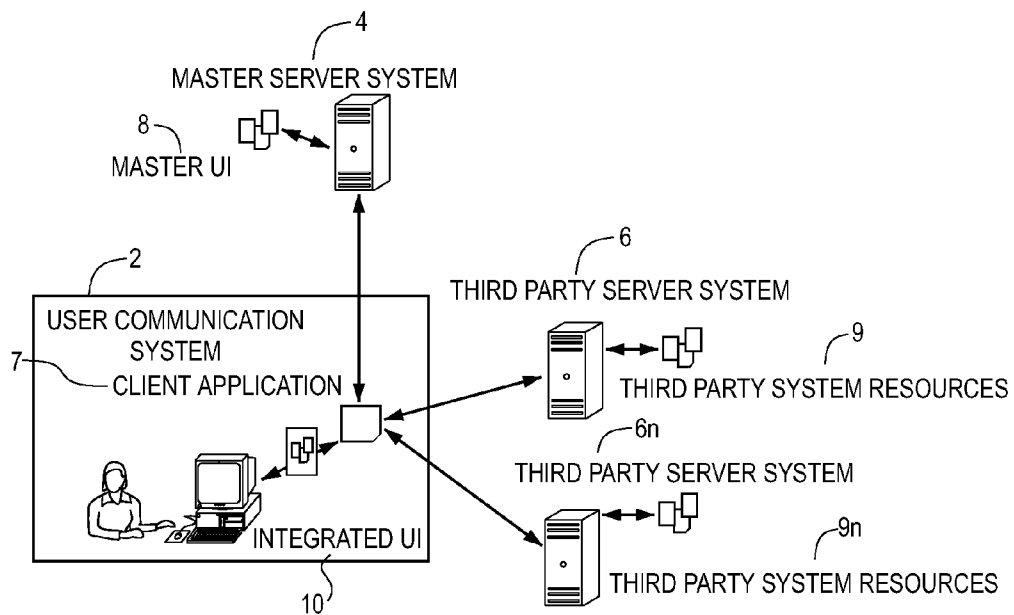 4
MASTER SERVER SYSTEM
8
MASTER UI
2
USER COMMUNICATION
SYSTEM
7
CLIENT APPLICATION
INTEGRATED UI
10
6
THIRD PARTY SERVER SYSTEM
9
THIRD PARTY SYSTEM RESOURCES
6n
THIRD PARTY SERVER SYSTEM
9n
THIRD PARTY SYSTEM RESOURCES